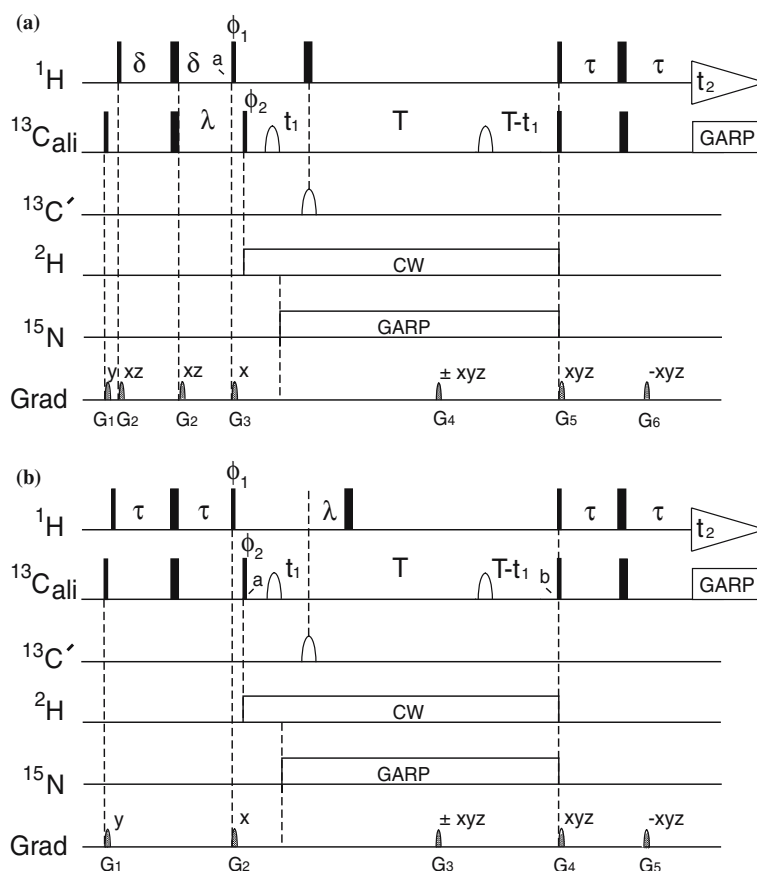 (a)
ϕ1
¹H δ δ a τ τ t2
ϕ2
¹³Cali λ t1 T T-t1 GARP
¹³C′
²H CW
¹⁵N GARP
y xz xz x ± xyz xyz -xyz
Grad
G1 G2 G2 G3 G4 G5 G6
(b)
ϕ1
¹H τ τ λ τ τ t2
ϕ2
¹³Cali a t1 T T-t1 b GARP
¹³C′
²H CW
¹⁵N GARP
y x ± xyz xyz -xyz
Grad
G1 G2 G3 G4 G5